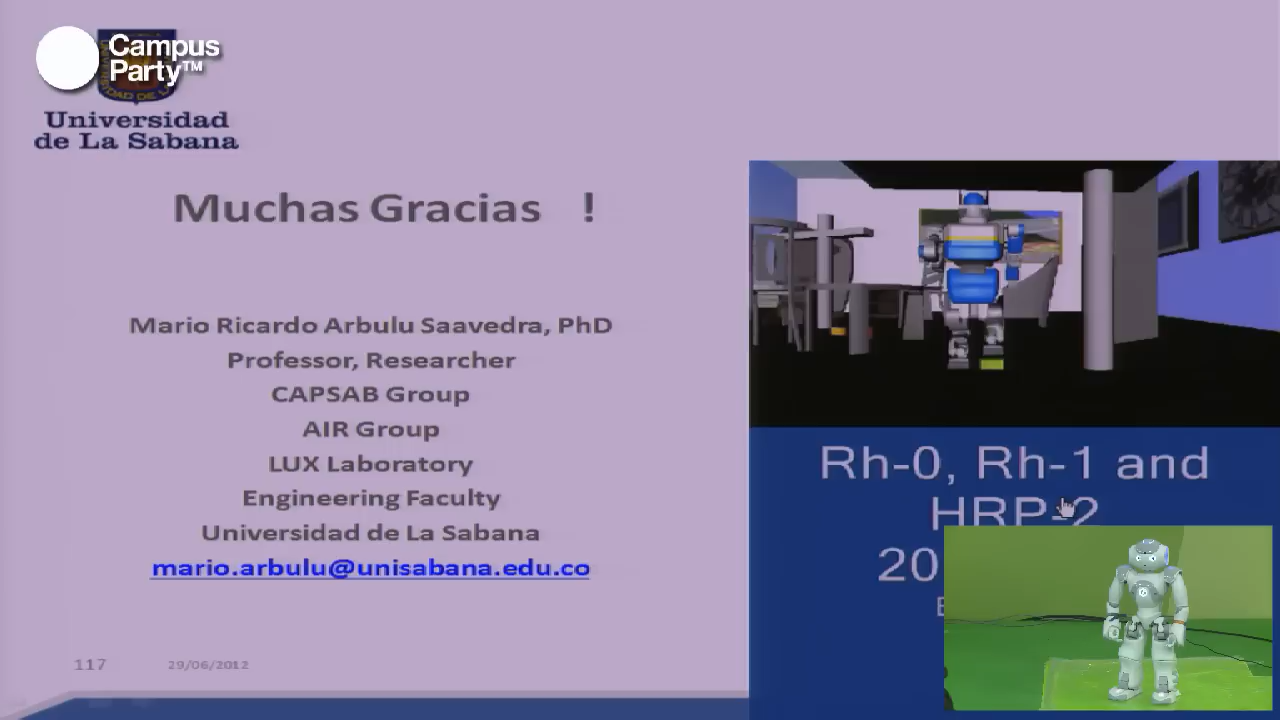 Campus
Party™
Universidad
de La Sabana
Muchas Gracias !
Mario Ricardo Arbulu Saavedra, PhD
Professor, Researcher
CAPSAB Group
AIR Group
LUX Laboratory
Engineering Faculty
Universidad de La Sabana
mario.arbulu@unisabana.edu.co
117 29/06/2012
Rh-0, Rh-1 and
HRP-2
20